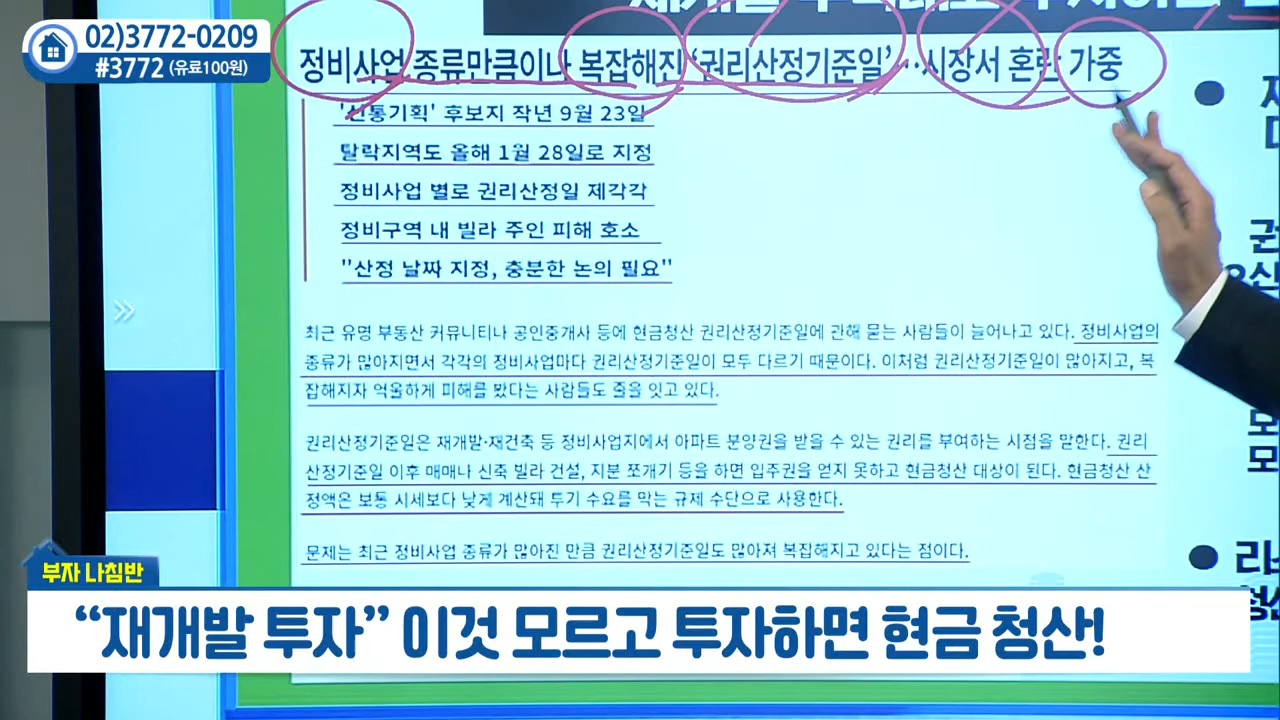 02)3772-0209
#3772 (유료100원)
정비사업 종류만큼이나 복잡해진 '권리산정기준일'…시장서 혼란 가중
'신통기획' 후보지 작년 9월 23일
탈락지역도 올해 1월 28일로 지정
정비사업 별로 권리산정일 제각각
정비구역 내 빌라 주인 피해 호소
"산정 날짜 지정, 충분한 논의 필요"
최근 유명 부동산 커뮤니티나 공인중개사 등에 현금청산 권리산정기준일에 관해 묻는 사람들이 늘어나고 있다. 정비사업의
종류가 많아지면서 각각의 정비사업마다 권리산정기준일이 모두 다르기 때문이다. 이처럼 권리산정기준일이 많아지고, 복
잡해지자 억울하게 피해를 봤다는 사람들도 줄을 잇고 있다.
권리산정기준일은 재개발·재건축 등 정비사업지에서 아파트 분양권을 받을 수 있는 권리를 부여하는 시점을 말한다. 권리
산정기준일 이후 매매나 신축 빌라 건설, 지분 쪼개기 등을 하면 입주권을 얻지 못하고 현금청산 대상이 된다. 현금청산 산
정액은 보통 시세보다 낮게 계산돼 투기 수요를 막는 규제 수단으로 사용한다.
문제는 최근 정비사업 종류가 많아진 만큼 권리산정기준일도 많아져 복잡해지고 있다는 점이다.
부자 나침반
“재개발 투자” 이것 모르고 투자하면 현금 청산!